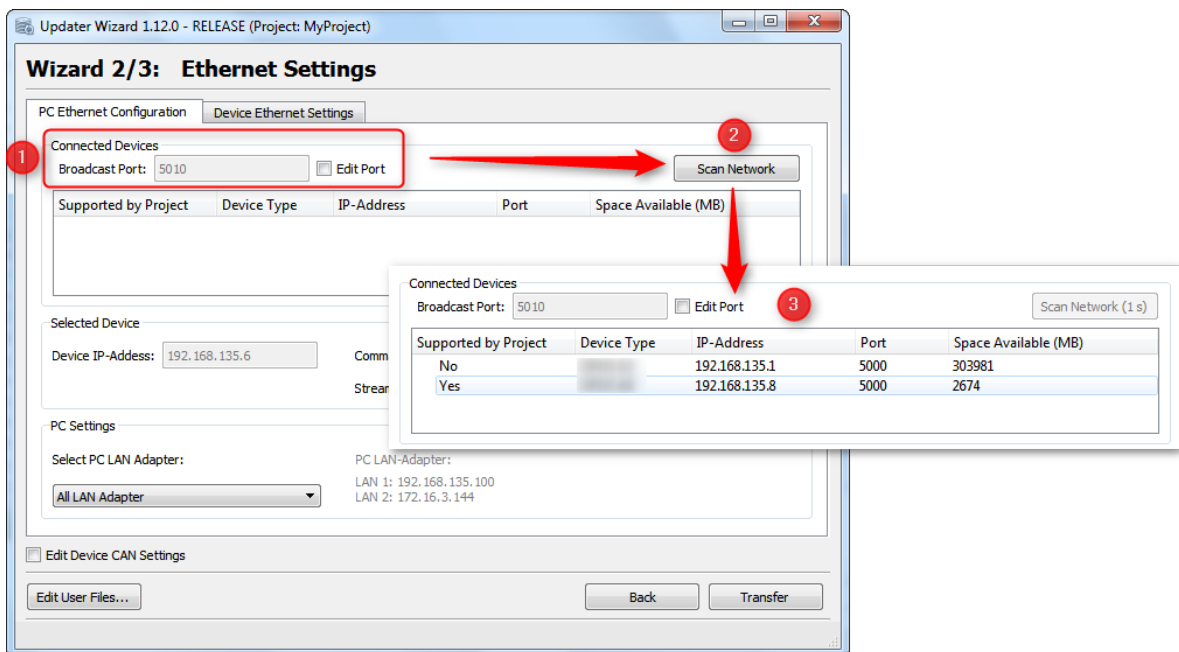 Updater Wizard 1.12.0 - RELEASE (Project: MyProject)
Wizard 2/3: Ethernet Settings
PC Ethernet Configuration
Device Ethernet Settings
1
Connected Devices
Broadcast Port: 5010 Edit Port
2
Scan Network
Supported by Project Device Type IP-Address Port Space Available (MB)
Connected Devices
Broadcast Port: 5010 Edit Port
3
Scan Network (1 s)
Supported by Project Device Type IP-Address Port Space Available (MB)
No 192.168.135.1 5000 303981
Yes 192.168.135.8 5000 2674
Selected Device
Device IP-Addess: 192.168.135.6 Comm
Strear
PC Settings
Select PC LAN Adapter:
All LAN Adapter
PC LAN-Adapter:
LAN 1: 192.168.135.100
LAN 2: 172.16.3.144
Edit Device CAN Settings
Edit User Files... Back Transfer